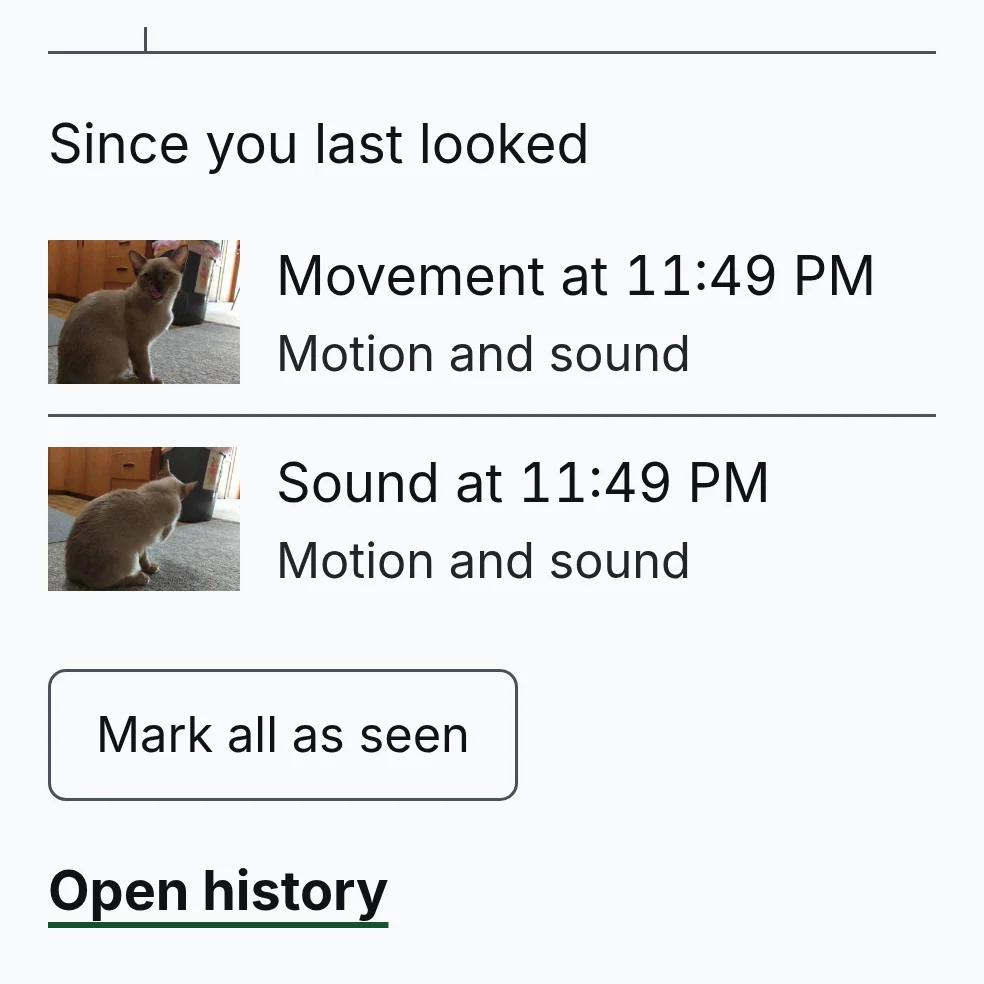 Since you last looked
Movement at 11:49 PM
Motion and sound
Sound at 11:49 PM
Motion and sound
Mark all as seen
Open history